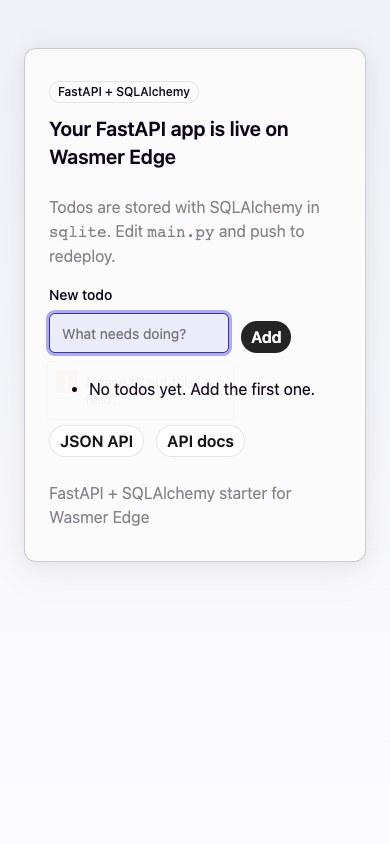 FastAPI + SQLAlchemy
Your FastAPI app is live on
Wasmer Edge
Todos are stored with SQLAlchemy in
sqlite. Edit main.py and push to
redeploy.
New todo
What needs doing?
Add
No todos yet. Add the first one.
JSON API
API docs
FastAPI + SQLAlchemy starter for
Wasmer Edge